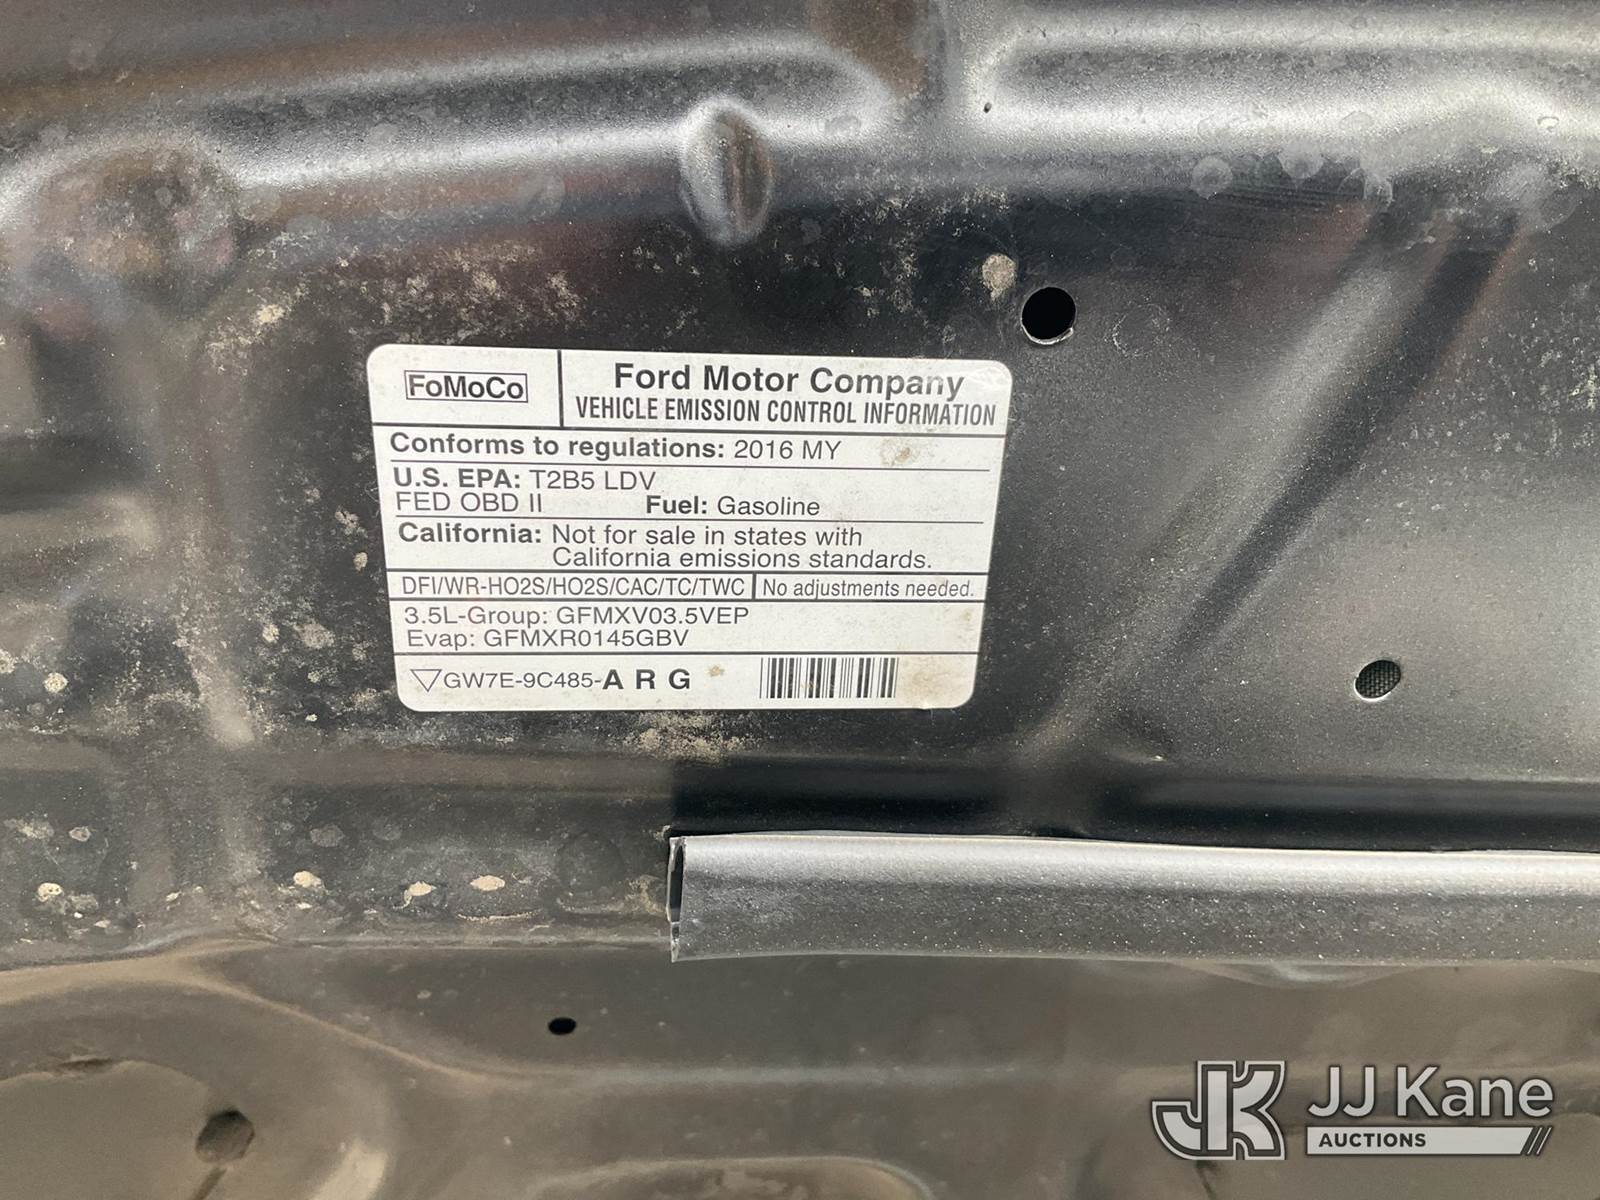 FoMoCo
Ford Motor Company
VEHICLE EMISSION CONTROL INFORMATION
Conforms to regulations: 2016 MY
U.S. EPA: T2B5 LDV
FED OBD II Fuel: Gasoline
California: Not for sale in states with
California emissions standards.
DFI/WR-HO2S/HO2S/CAC/TC/TWC No adjustments needed.
3.5L-Group: GFMXV03.5VEP
Evap: GFMXR0145GBV
GW7E-9C485-A R G
JK JJ Kane
AUCTIONS